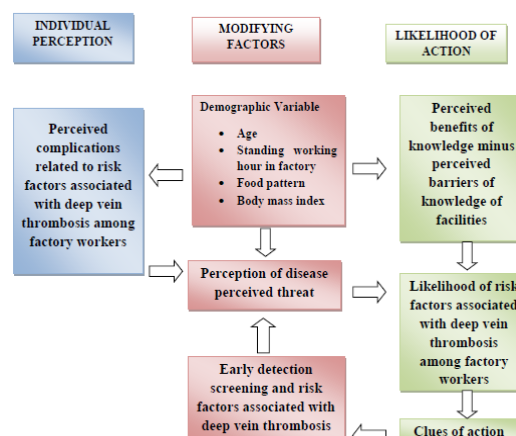 INDIVIDUAL
PERCEPTION
MODIFYING
FACTORS
LIKELIHOOD OF
ACTION
Perceived
complications
related to risk
factors associated
with deep vein
thrombosis among
factory workers
Demographic Variable
• Age
• Standing working
hour in factory
• Food pattern
• Body mass index
Perceived
benefits of
knowledge minus
perceived
barriers of
knowledge of
facilities
Perception of disease
perceived threat
Likelihood of risk
factors associated
with deep vein
thrombosis
among factory
workers
Early detection
screening and risk
factors associated with
deep vein thrombosis
Clues of action